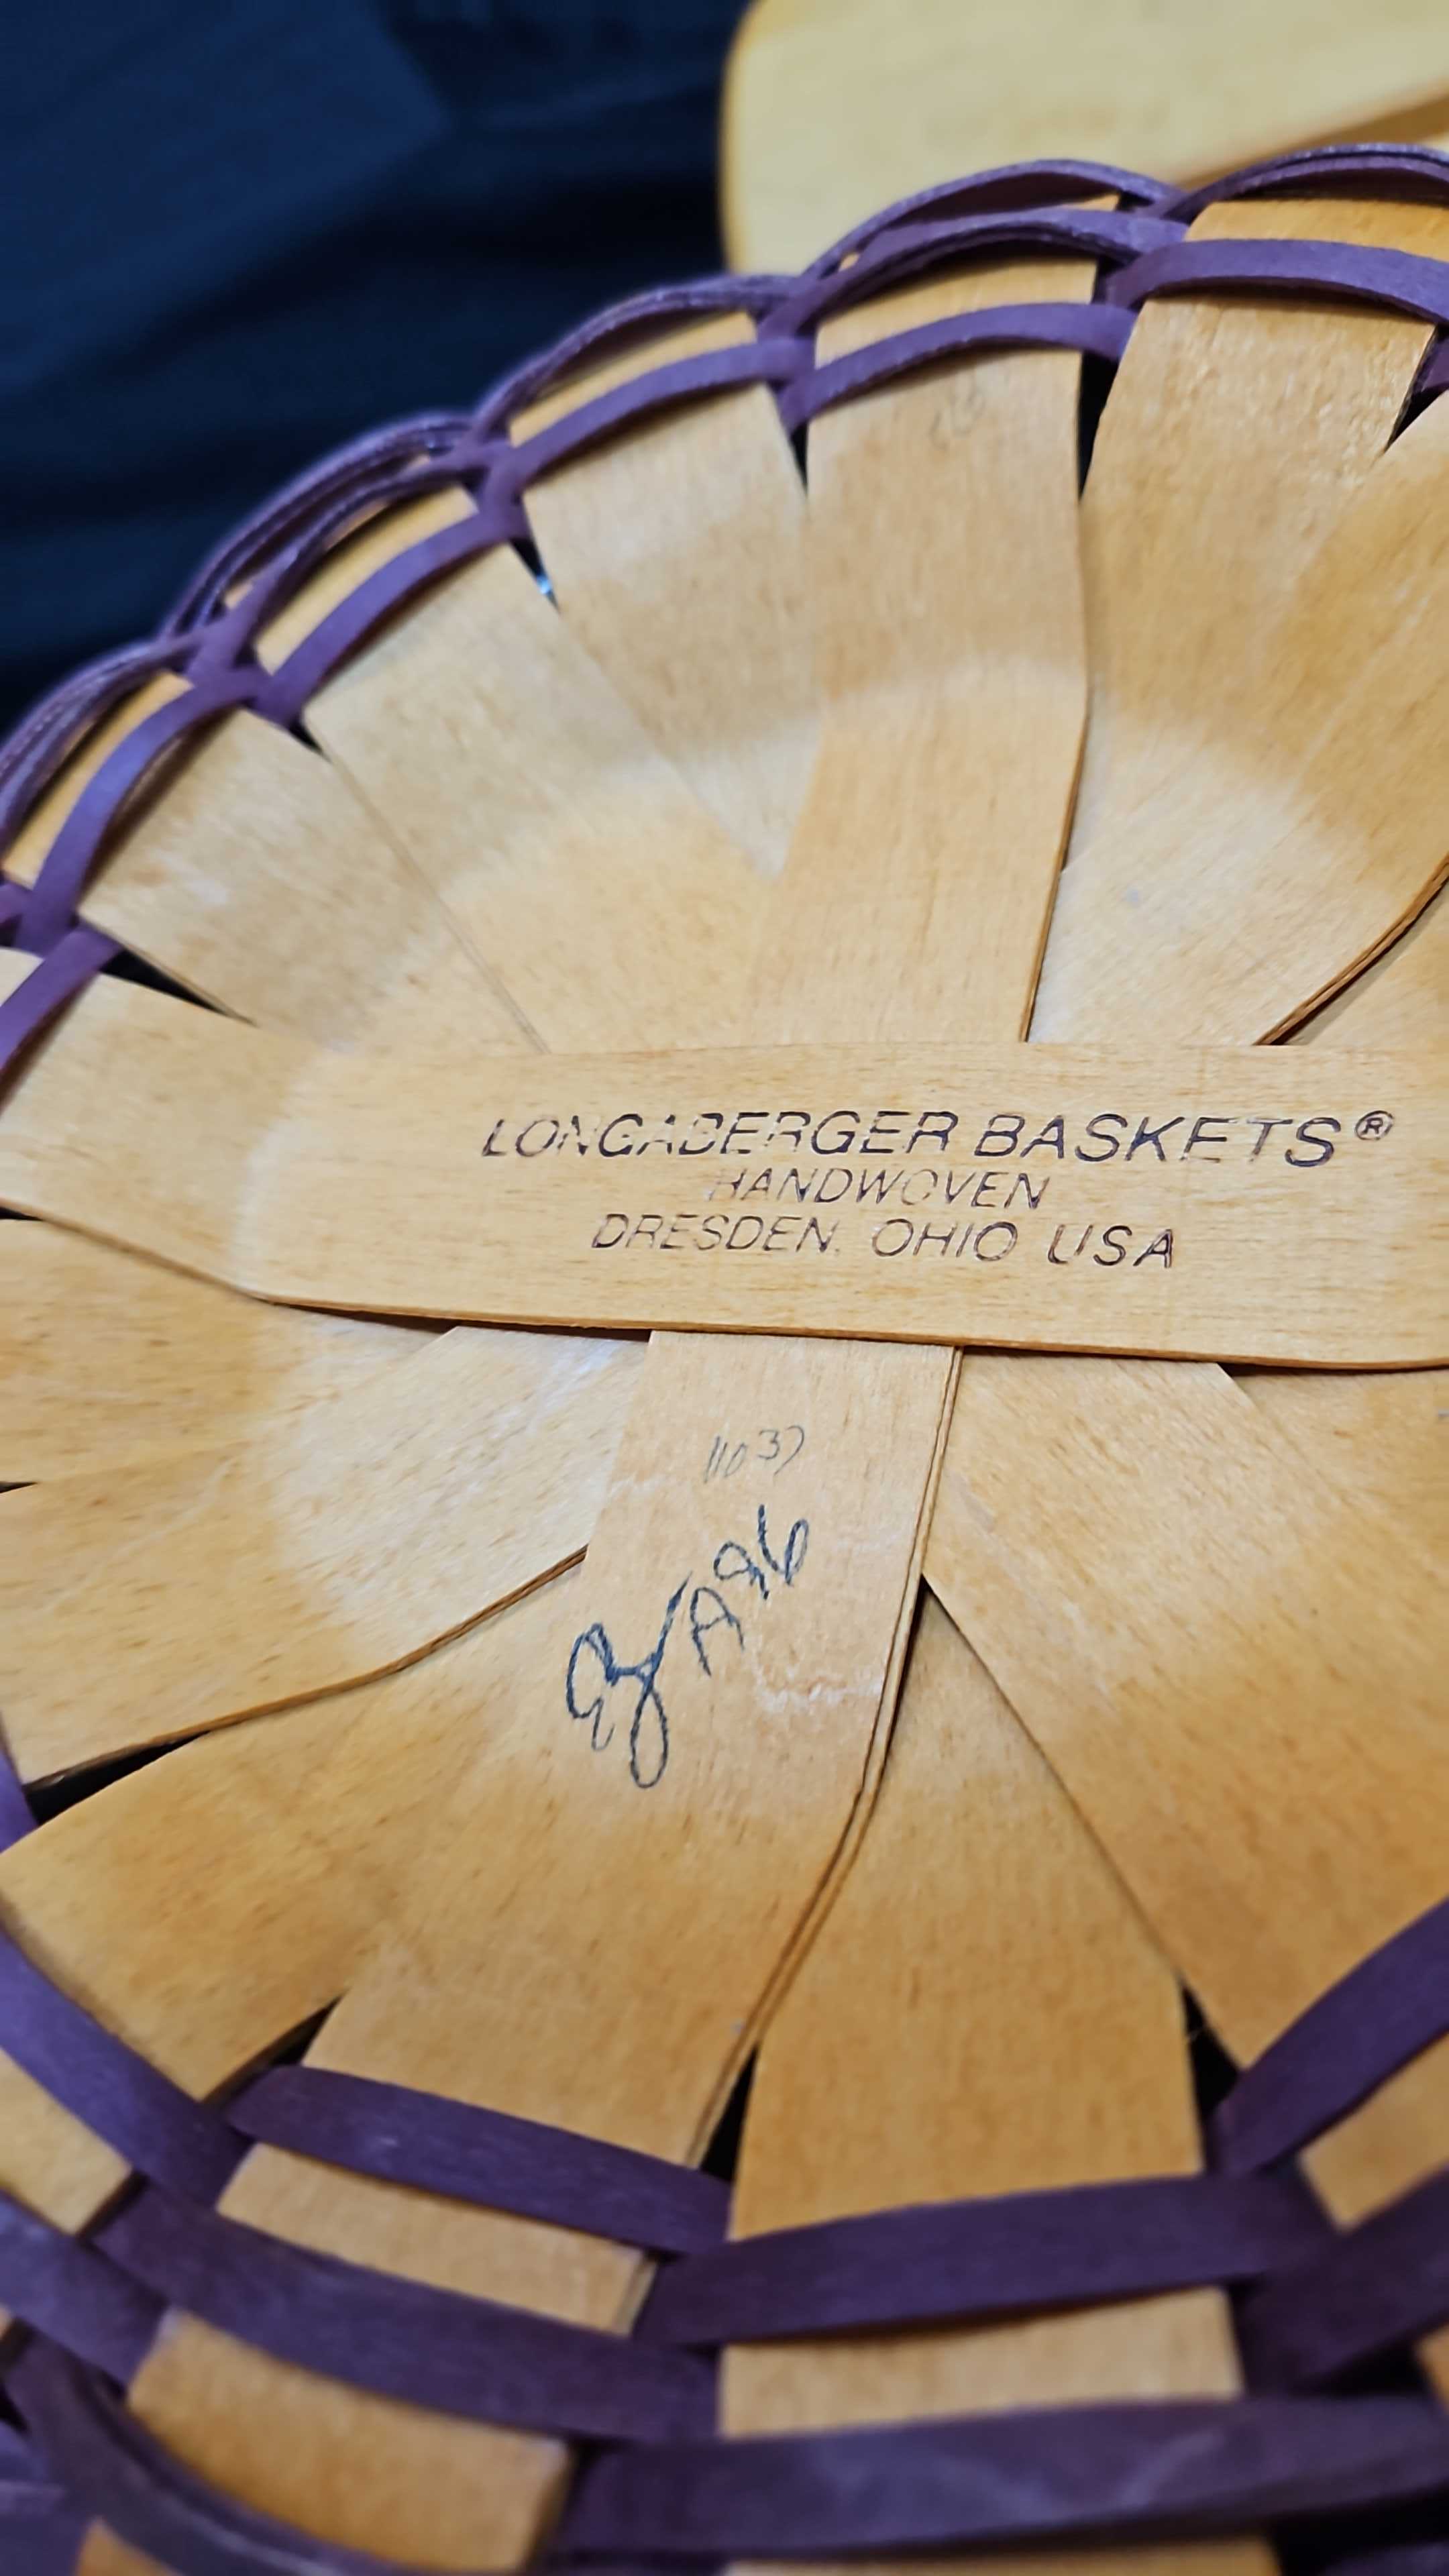 LONGABERGER BASKETS®
HANDWOVEN
DRESDEN, OHIO USA
11037
A96